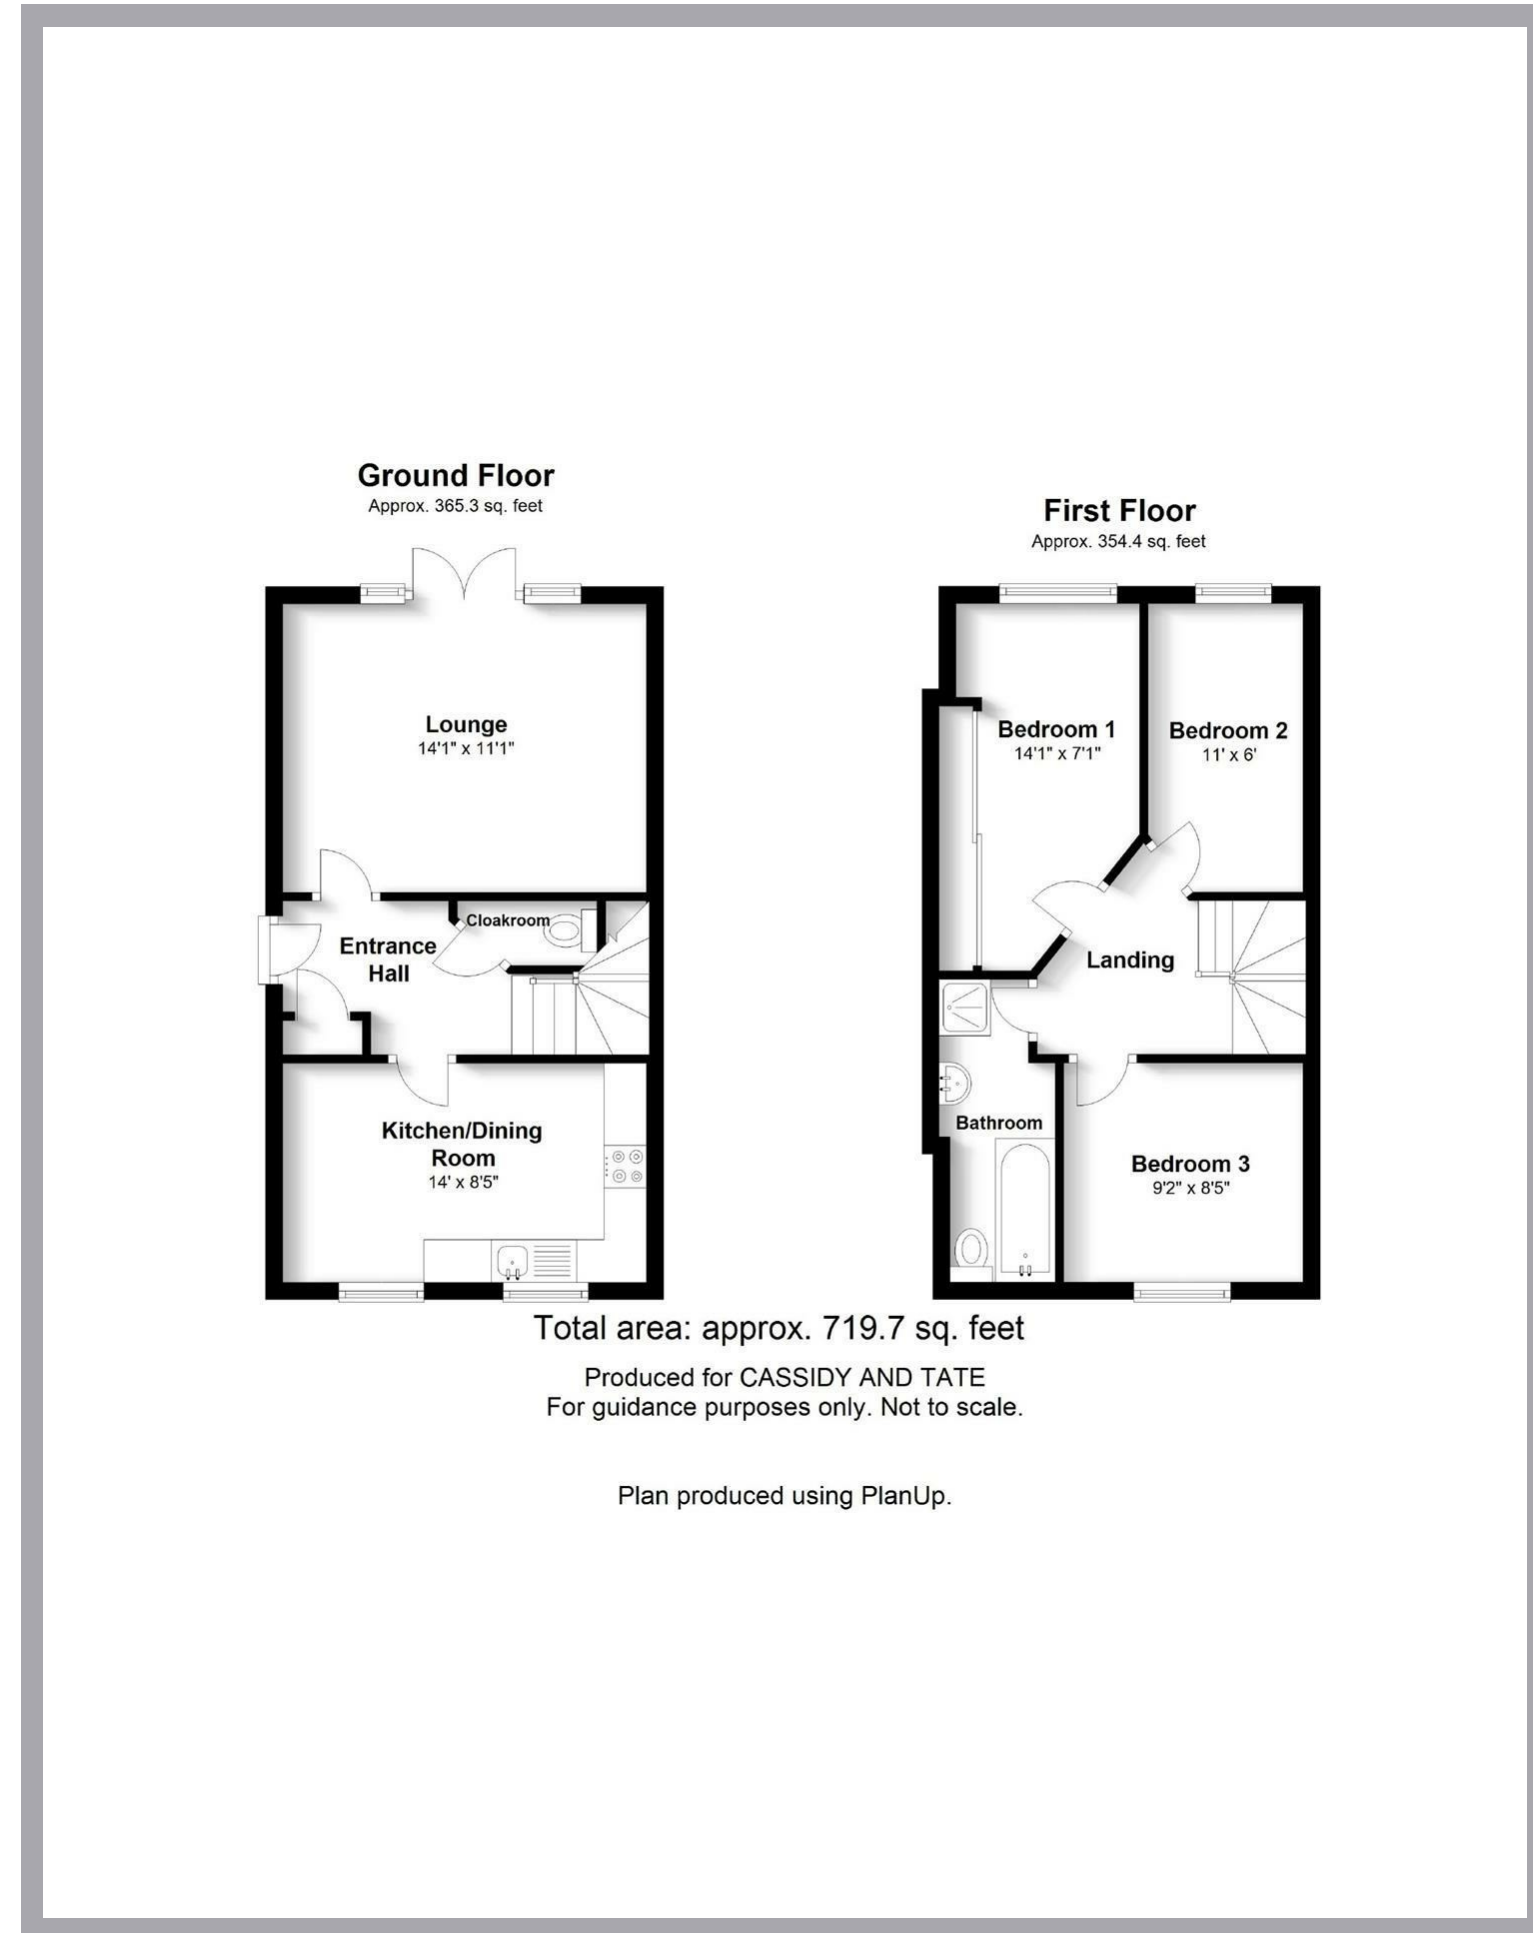 Ground Floor
Approx. 365.3 sq. feet
Lounge
14'1" x 11'1"
Cloakroom
Entrance
Hall
Kitchen/Dining
Room
14' x 8'5"
First Floor
Approx. 354.4 sq. feet
Bedroom 1
14'1" x 7'1"
Bedroom 2
11' x 6'
Landing
Bathroom
Bedroom 3
9'2" x 8'5"
Total area: approx. 719.7 sq. feet
Produced for CASSIDY AND TATE
For guidance purposes only. Not to scale.
Plan produced using PlanUp.